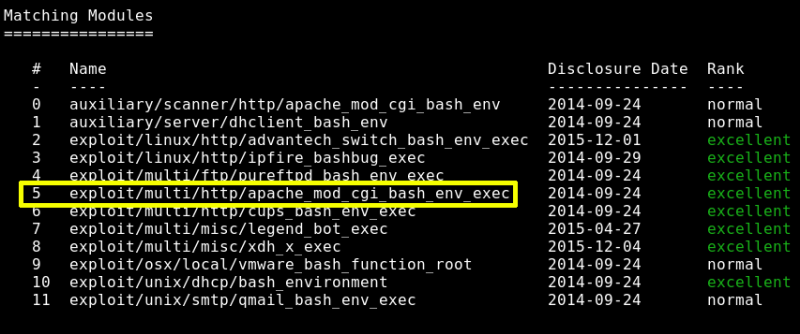 Matching Modules
================
# Name Disclosure Date Rank
- ---- --------------- ----
0 auxiliary/scanner/http/apache_mod_cgi_bash_env 2014-09-24 normal
1 auxiliary/server/dhclient_bash_env 2014-09-24 normal
2 exploit/linux/http/advantech_switch_bash_env_exec 2015-12-01 excellent
3 exploit/linux/http/ipfire_bashbug_exec 2014-09-29 excellent
4 exploit/multi/ftp/pureftpd_bash_env_exec 2014-09-24 excellent
5 exploit/multi/http/apache_mod_cgi_bash_env_exec 2014-09-24 excellent
6 exploit/multi/http/cups_bash_env_exec 2014-09-24 excellent
7 exploit/multi/misc/legend_bot_exec 2015-04-27 excellent
8 exploit/multi/misc/xdh_x_exec 2015-12-04 excellent
9 exploit/osx/local/vmware_bash_function_root 2014-09-24 normal
10 exploit/unix/dhcp/bash_environment 2014-09-24 excellent
11 exploit/unix/smtp/qmail_bash_env_exec 2014-09-24 normal